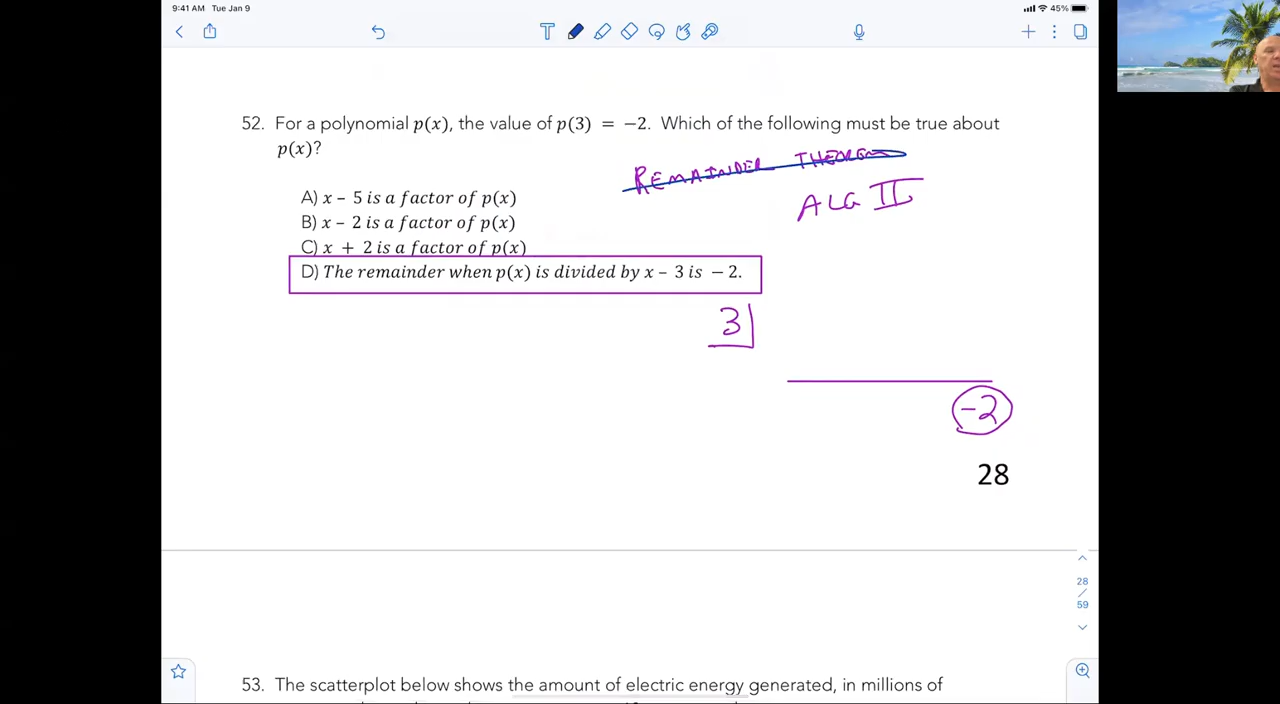 9:41 AM Tue Jan 9
45%
52. For a polynomial p(x), the value of p(3) = −2. Which of the following must be true about
p(x)?
REMAINDER THEOREM
ALG II
A) x – 5 is a factor of p(x)
B) x – 2 is a factor of p(x)
C) x + 2 is a factor of p(x)
D) The remainder when p(x) is divided by x – 3 is – 2.
3
-2
28
28
/
59
53. The scatterplot below shows the amount of electric energy generated, in millions of